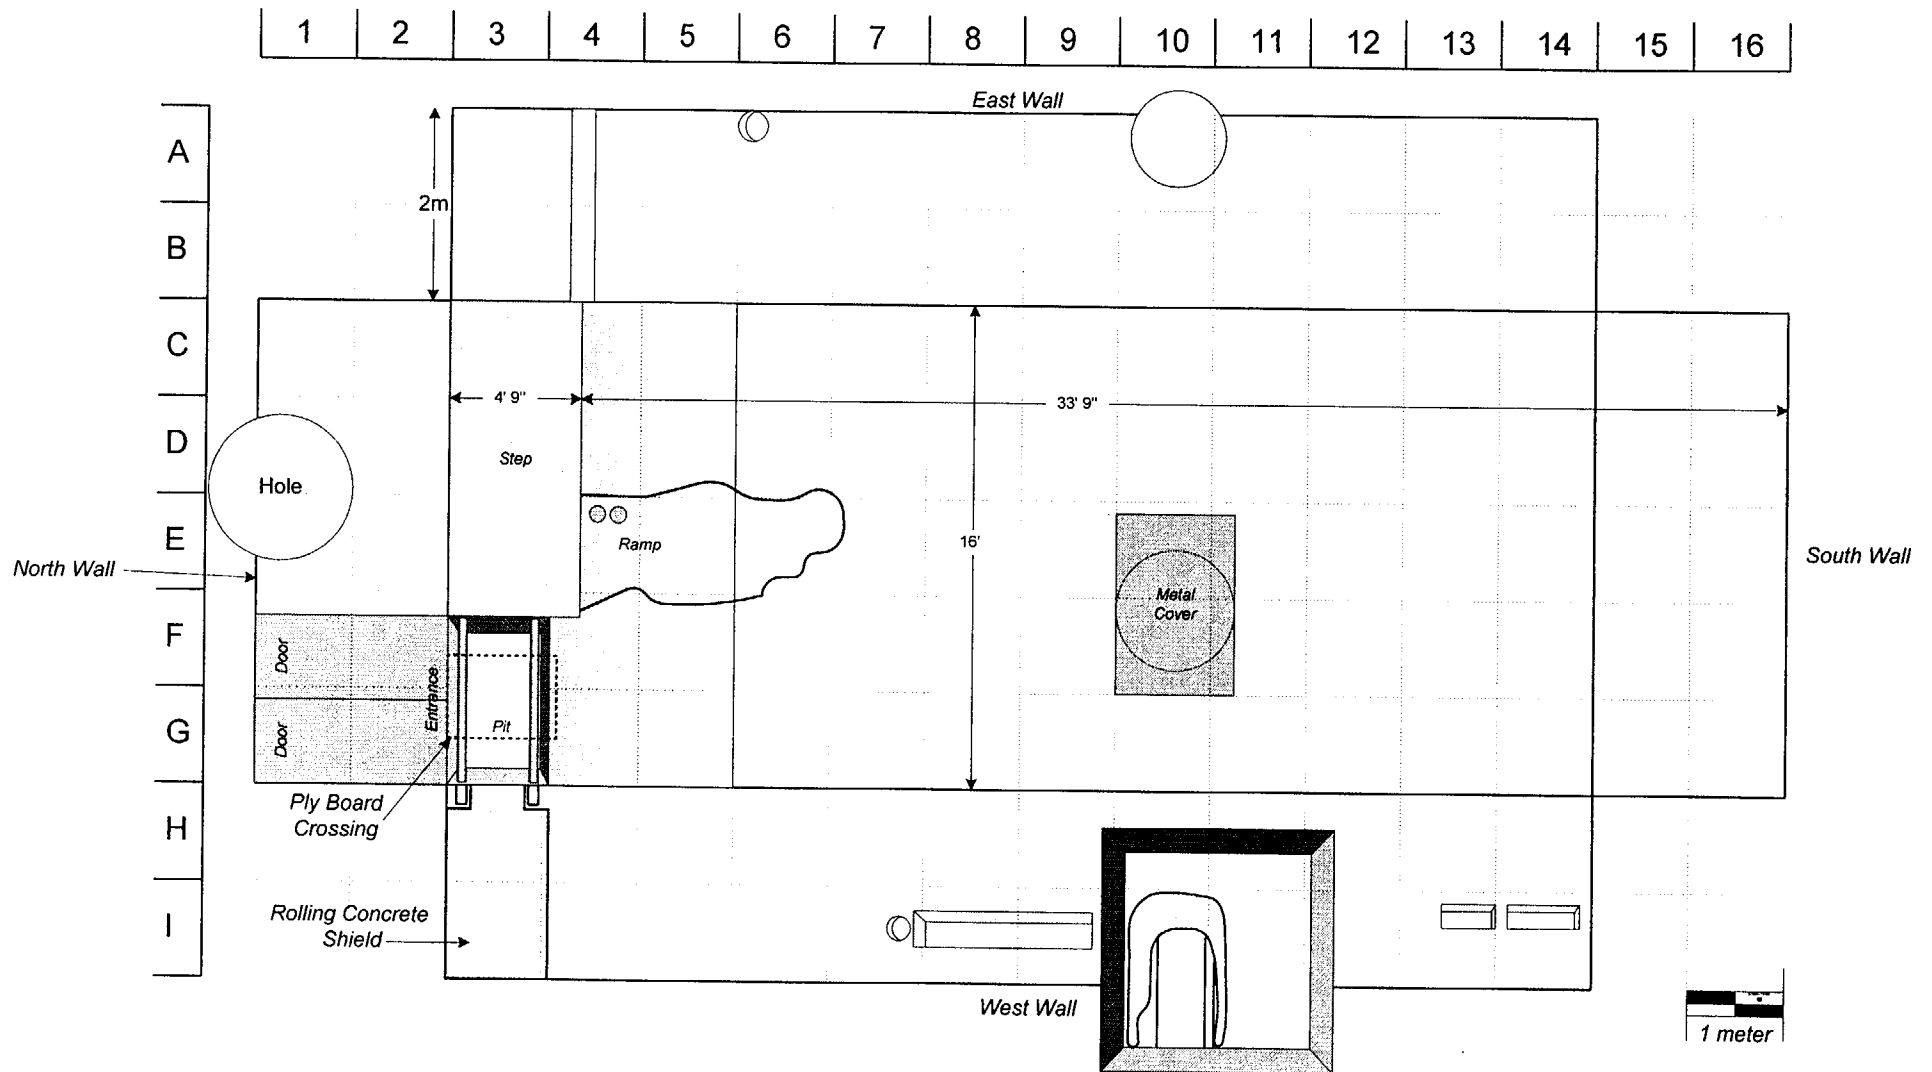 1 2 3 4 5 6 7 8 9 10 11 12 13 14 15 16
East Wall
A
2m
B
C
4' 9"
33' 9"
D
Step
Hole
E
Ramp
16'
North Wall
South Wall
Metal
Cover
F
Door
Entrance
G
Door
Pit
Ply Board
Crossing
H
Rolling Concrete
Shield
I
West Wall
1 meter